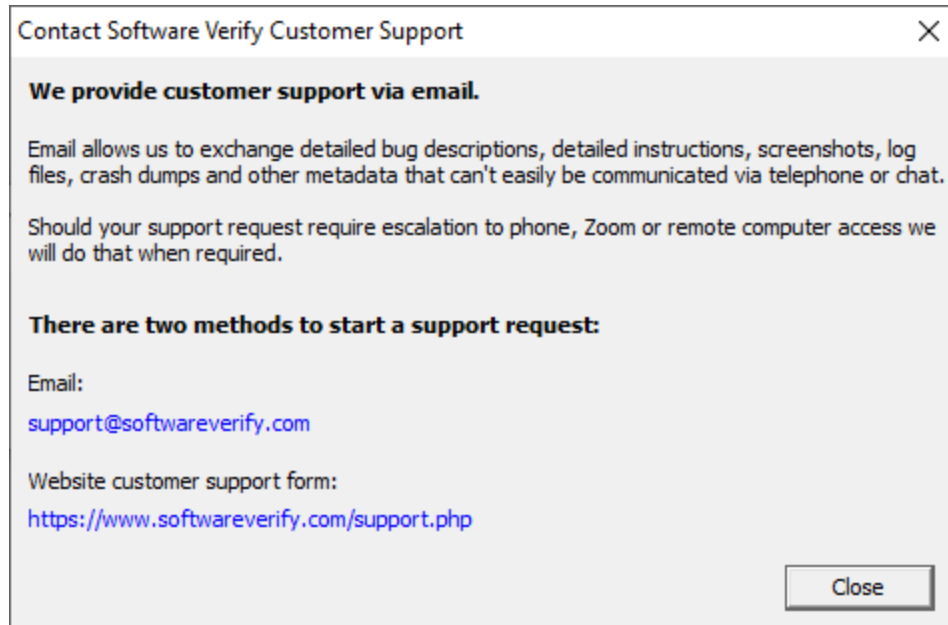 Contact Software Verify Customer Support
We provide customer support via email.
Email allows us to exchange detailed bug descriptions, detailed instructions, screenshots, log
files, crash dumps and other metadata that can't easily be communicated via telephone or chat.
Should your support request require escalation to phone, Zoom or remote computer access we
will do that when required.
There are two methods to start a support request:
Email:
support@softwareverify.com
Website customer support form:
https://www.softwareverify.com/support.php
Close